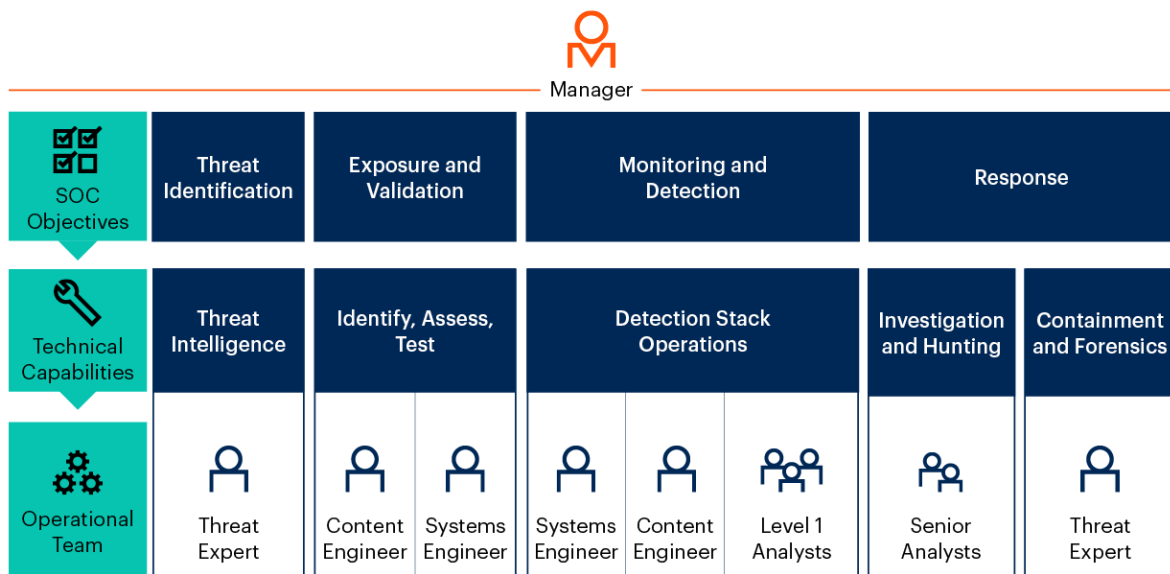 Manager
SOC
Objectives
Threat
Identification
Exposure and
Validation
Monitoring and
Detection
Response
Technical
Capabilities
Threat
Intelligence
Identify, Assess,
Test
Detection Stack
Operations
Investigation
and Hunting
Containment
and Forensics
Operational
Team
Threat
Expert
Content
Engineer
Systems
Engineer
Systems
Engineer
Content
Engineer
Level 1
Analysts
Senior
Analysts
Threat
Expert